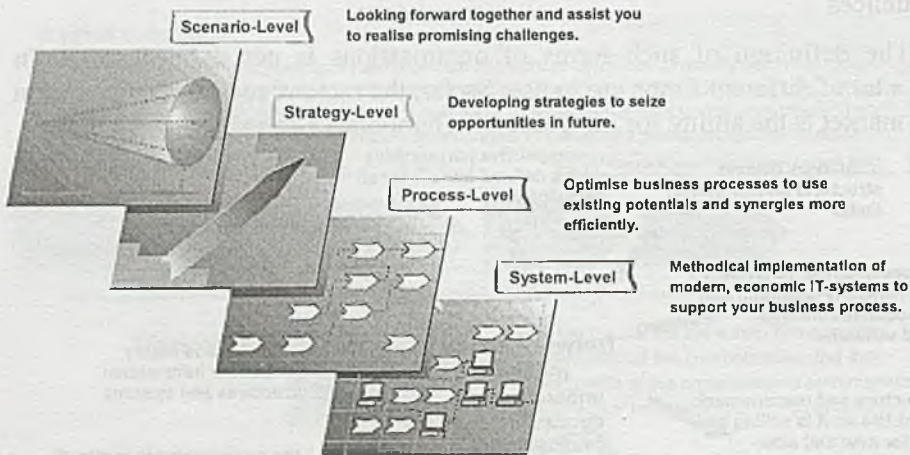 Scenario-Level
Looking forward together and assist you
to realise promising challenges.
Strategy-Level
Developing strategies to seize
opportunities in future.
Process-Level
Optimise business processes to use
existing potentials and synergies more
efficiently.
System-Level
Methodical implementation of
modern, economic IT-systems to
support your business process.